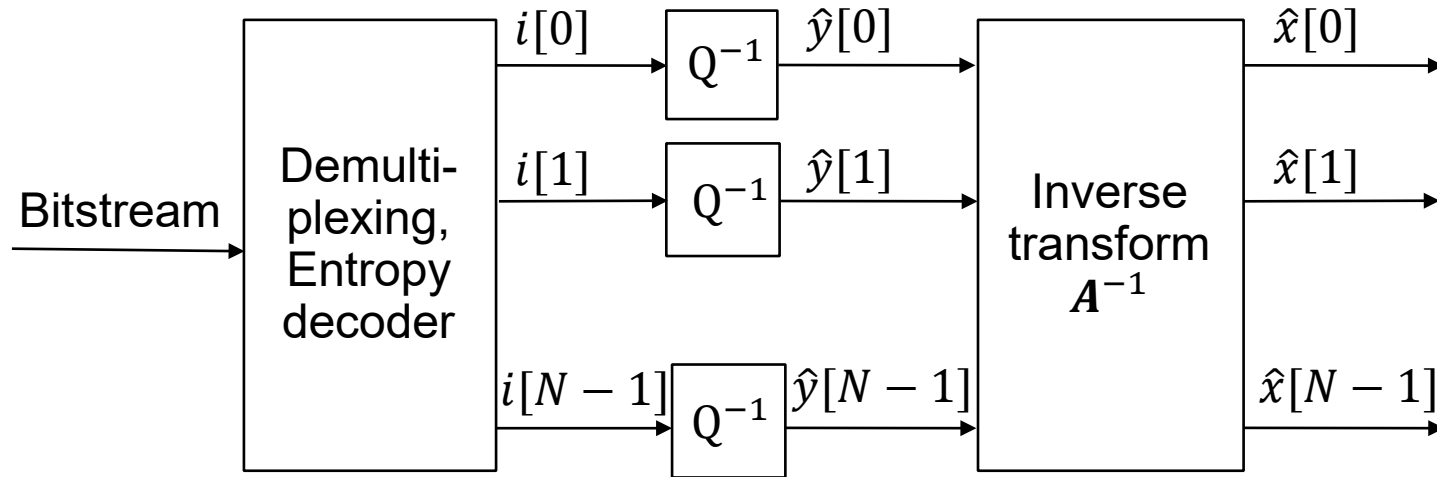 Bitstream
Demulti-
plexing,
Entropy
decoder
i[0]
Q⁻¹
ŷ[0]
i[1]
Q⁻¹
ŷ[1]
i[N − 1]
Q⁻¹
ŷ[N − 1]
Inverse
transform
A⁻¹
x̂[0]
x̂[1]
x̂[N − 1]